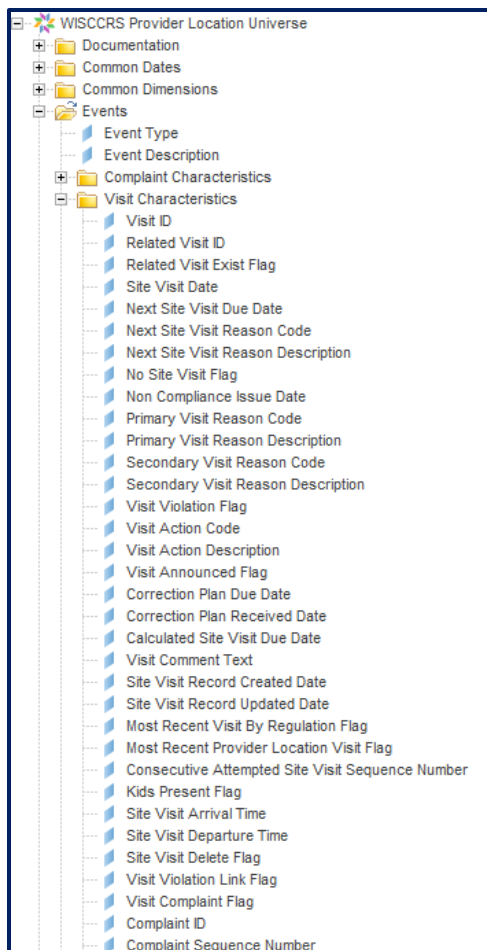 WISCCRS Provider Location Universe
Documentation
Common Dates
Common Dimensions
Events
Event Type
Event Description
Complaint Characteristics
Visit Characteristics
Visit ID
Related Visit ID
Related Visit Exist Flag
Site Visit Date
Next Site Visit Due Date
Next Site Visit Reason Code
Next Site Visit Reason Description
No Site Visit Flag
Non Compliance Issue Date
Primary Visit Reason Code
Primary Visit Reason Description
Secondary Visit Reason Code
Secondary Visit Reason Description
Visit Violation Flag
Visit Action Code
Visit Action Description
Visit Announced Flag
Correction Plan Due Date
Correction Plan Received Date
Calculated Site Visit Due Date
Visit Comment Text
Site Visit Record Created Date
Site Visit Record Updated Date
Most Recent Visit By Regulation Flag
Most Recent Provider Location Visit Flag
Consecutive Attempted Site Visit Sequence Number
Kids Present Flag
Site Visit Arrival Time
Site Visit Departure Time
Site Visit Delete Flag
Visit Violation Link Flag
Visit Complaint Flag
Complaint ID
Complaint Sequence Number